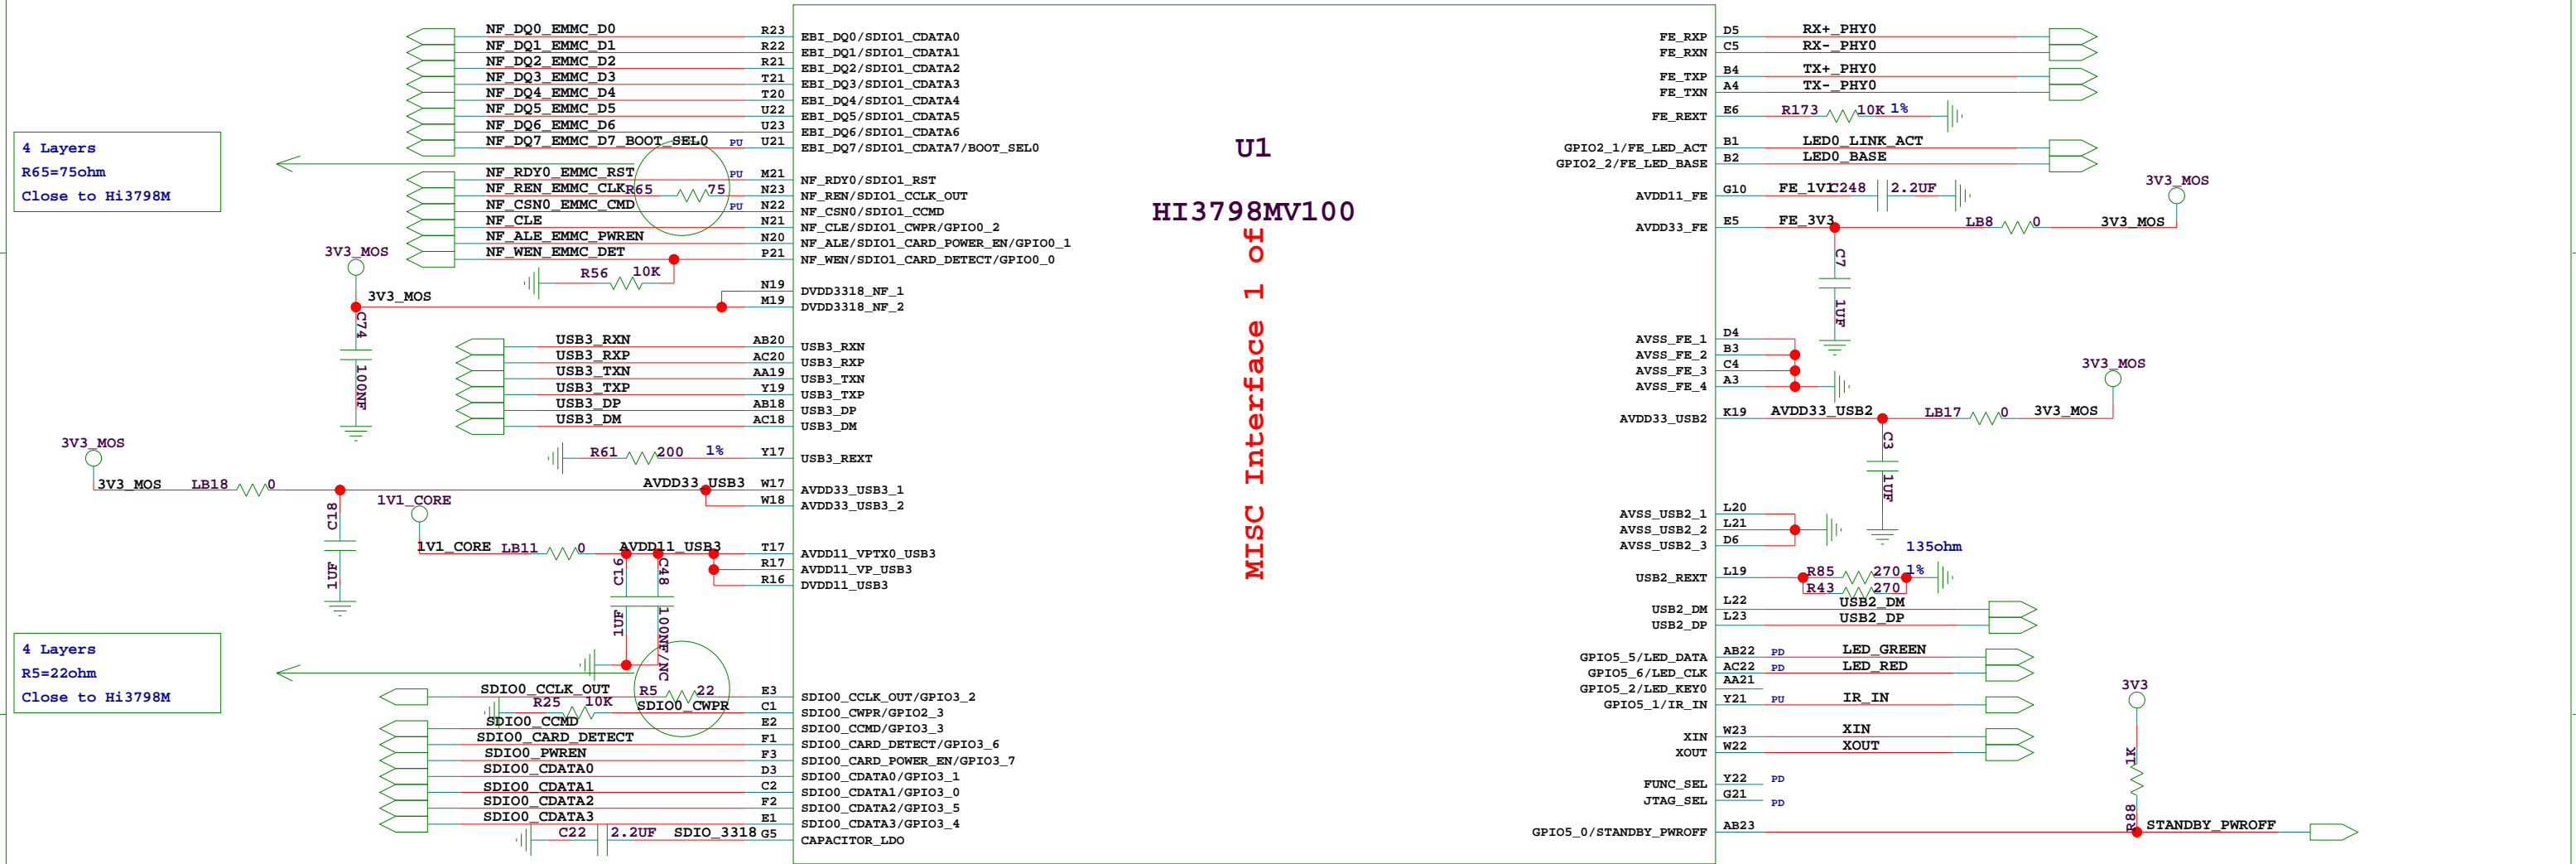 NF_DQ0_EMMC_D0 R23 EBI_DQ0/SDIO1_CDATA0
NF_DQ1_EMMC_D1 R22 EBI_DQ1/SDIO1_CDATA1
NF_DQ2_EMMC_D2 R21 EBI_DQ2/SDIO1_CDATA2
NF_DQ3_EMMC_D3 T21 EBI_DQ3/SDIO1_CDATA3
NF_DQ4_EMMC_D4 T20 EBI_DQ4/SDIO1_CDATA4
NF_DQ5_EMMC_D5 U22 EBI_DQ5/SDIO1_CDATA5
NF_DQ6_EMMC_D6 U23 EBI_DQ6/SDIO1_CDATA6
NF_DQ7_EMMC_D7_BOOT_SEL0 PU U21 EBI_DQ7/SDIO1_CDATA7/BOOT_SEL0
4 Layers
R65=75ohm
Close to Hi3798M
NF_RDY0_EMMC_RST PU M21 NF_RDY0/SDIO1_RST
NF_REN_EMMC_CLK R65 75 N23 NF_REN/SDIO1_CCLK_OUT
NF_CSN0_EMMC_CMD PU N22 NF_CSN0/SDIO1_CCMD
NF_CLE N21 NF_CLE/SDIO1_CWPR/GPIO0_2
NF_ALE_EMMC_PWREN N20 NF_ALE/SDIO1_CARD_POWER_EN/GPIO0_1
NF_WEN_EMMC_DET P21 NF_WEN/SDIO1_CARD_DETECT/GPIO0_0
3V3_MOS
R56 10K
N19 DVDD3318_NF_1
3V3_MOS M19 DVDD3318_NF_2
C74
100NF
USB3_RXN AB20 USB3_RXN
USB3_RXP AC20 USB3_RXP
USB3_TXN AA19 USB3_TXN
USB3_TXP Y19 USB3_TXP
USB3_DP AB18 USB3_DP
USB3_DM AC18 USB3_DM
R61 200 1% Y17 USB3_REXT
3V3_MOS
3V3_MOS LB18 0 AVDD33_USB3 W17 AVDD33_USB3_1
W18 AVDD33_USB3_2
C18
1UF
1V1_CORE
1V1_CORE LB11 0 AVDD11_USB3 T17 AVDD11_VPTX0_USB3
R17 AVDD11_VP_USB3
R16 DVDD11_USB3
C16
1UF
C48
100NF/NC
4 Layers
R5=22ohm
Close to Hi3798M
SDIO0_CCLK_OUT R5 22 E3 SDIO0_CCLK_OUT/GPIO3_2
R25 10K SDIO0_CWPR C1 SDIO0_CWPR/GPIO2_3
SDIO0_CCMD E2 SDIO0_CCMD/GPIO3_3
SDIO0_CARD_DETECT F1 SDIO0_CARD_DETECT/GPIO3_6
SDIO0_PWREN F3 SDIO0_CARD_POWER_EN/GPIO3_7
SDIO0_CDATA0 D3 SDIO0_CDATA0/GPIO3_1
SDIO0_CDATA1 C2 SDIO0_CDATA1/GPIO3_0
SDIO0_CDATA2 F2 SDIO0_CDATA2/GPIO3_5
SDIO0_CDATA3 E1 SDIO0_CDATA3/GPIO3_4
C22 2.2UF SDIO_3318 G5 CAPACITOR_LDO
U1
HI3798MV100
MISC Interface 1 of
FE_RXP D5 RX+_PHY0
FE_RXN C5 RX-_PHY0
FE_TXP B4 TX+_PHY0
FE_TXN A4 TX-_PHY0
FE_REXT E6 R173 10K 1%
GPIO2_1/FE_LED_ACT B1 LED0_LINK_ACT
GPIO2_2/FE_LED_BASE B2 LED0_BASE
AVDD11_FE G10 FE_1V1 C248 2.2UF
3V3_MOS
AVDD33_FE E5 FE_3V3 LB8 0 3V3_MOS
C7
1UF
AVSS_FE_1 D4
AVSS_FE_2 B3
AVSS_FE_3 C4
AVSS_FE_4 A3
3V3_MOS
AVDD33_USB2 K19 AVDD33_USB2 LB17 0 3V3_MOS
C3
1UF
AVSS_USB2_1 L20
AVSS_USB2_2 L21
AVSS_USB2_3 D6
135ohm
USB2_REXT L19 R85 270 1%
R43 270
USB2_DM L22 USB2_DM
USB2_DP L23 USB2_DP
GPIO5_5/LED_DATA AB22 PD LED_GREEN
GPIO5_6/LED_CLK AC22 PD LED_RED
GPIO5_2/LED_KEY0 AA21
GPIO5_1/IR_IN Y21 PU IR_IN
XIN W23 XIN
XOUT W22 XOUT
FUNC_SEL Y22 PD
JTAG_SEL G21 PD
3V3
1K
R88
GPIO5_0/STANDBY_PWROFF AB23 STANDBY_PWROFF